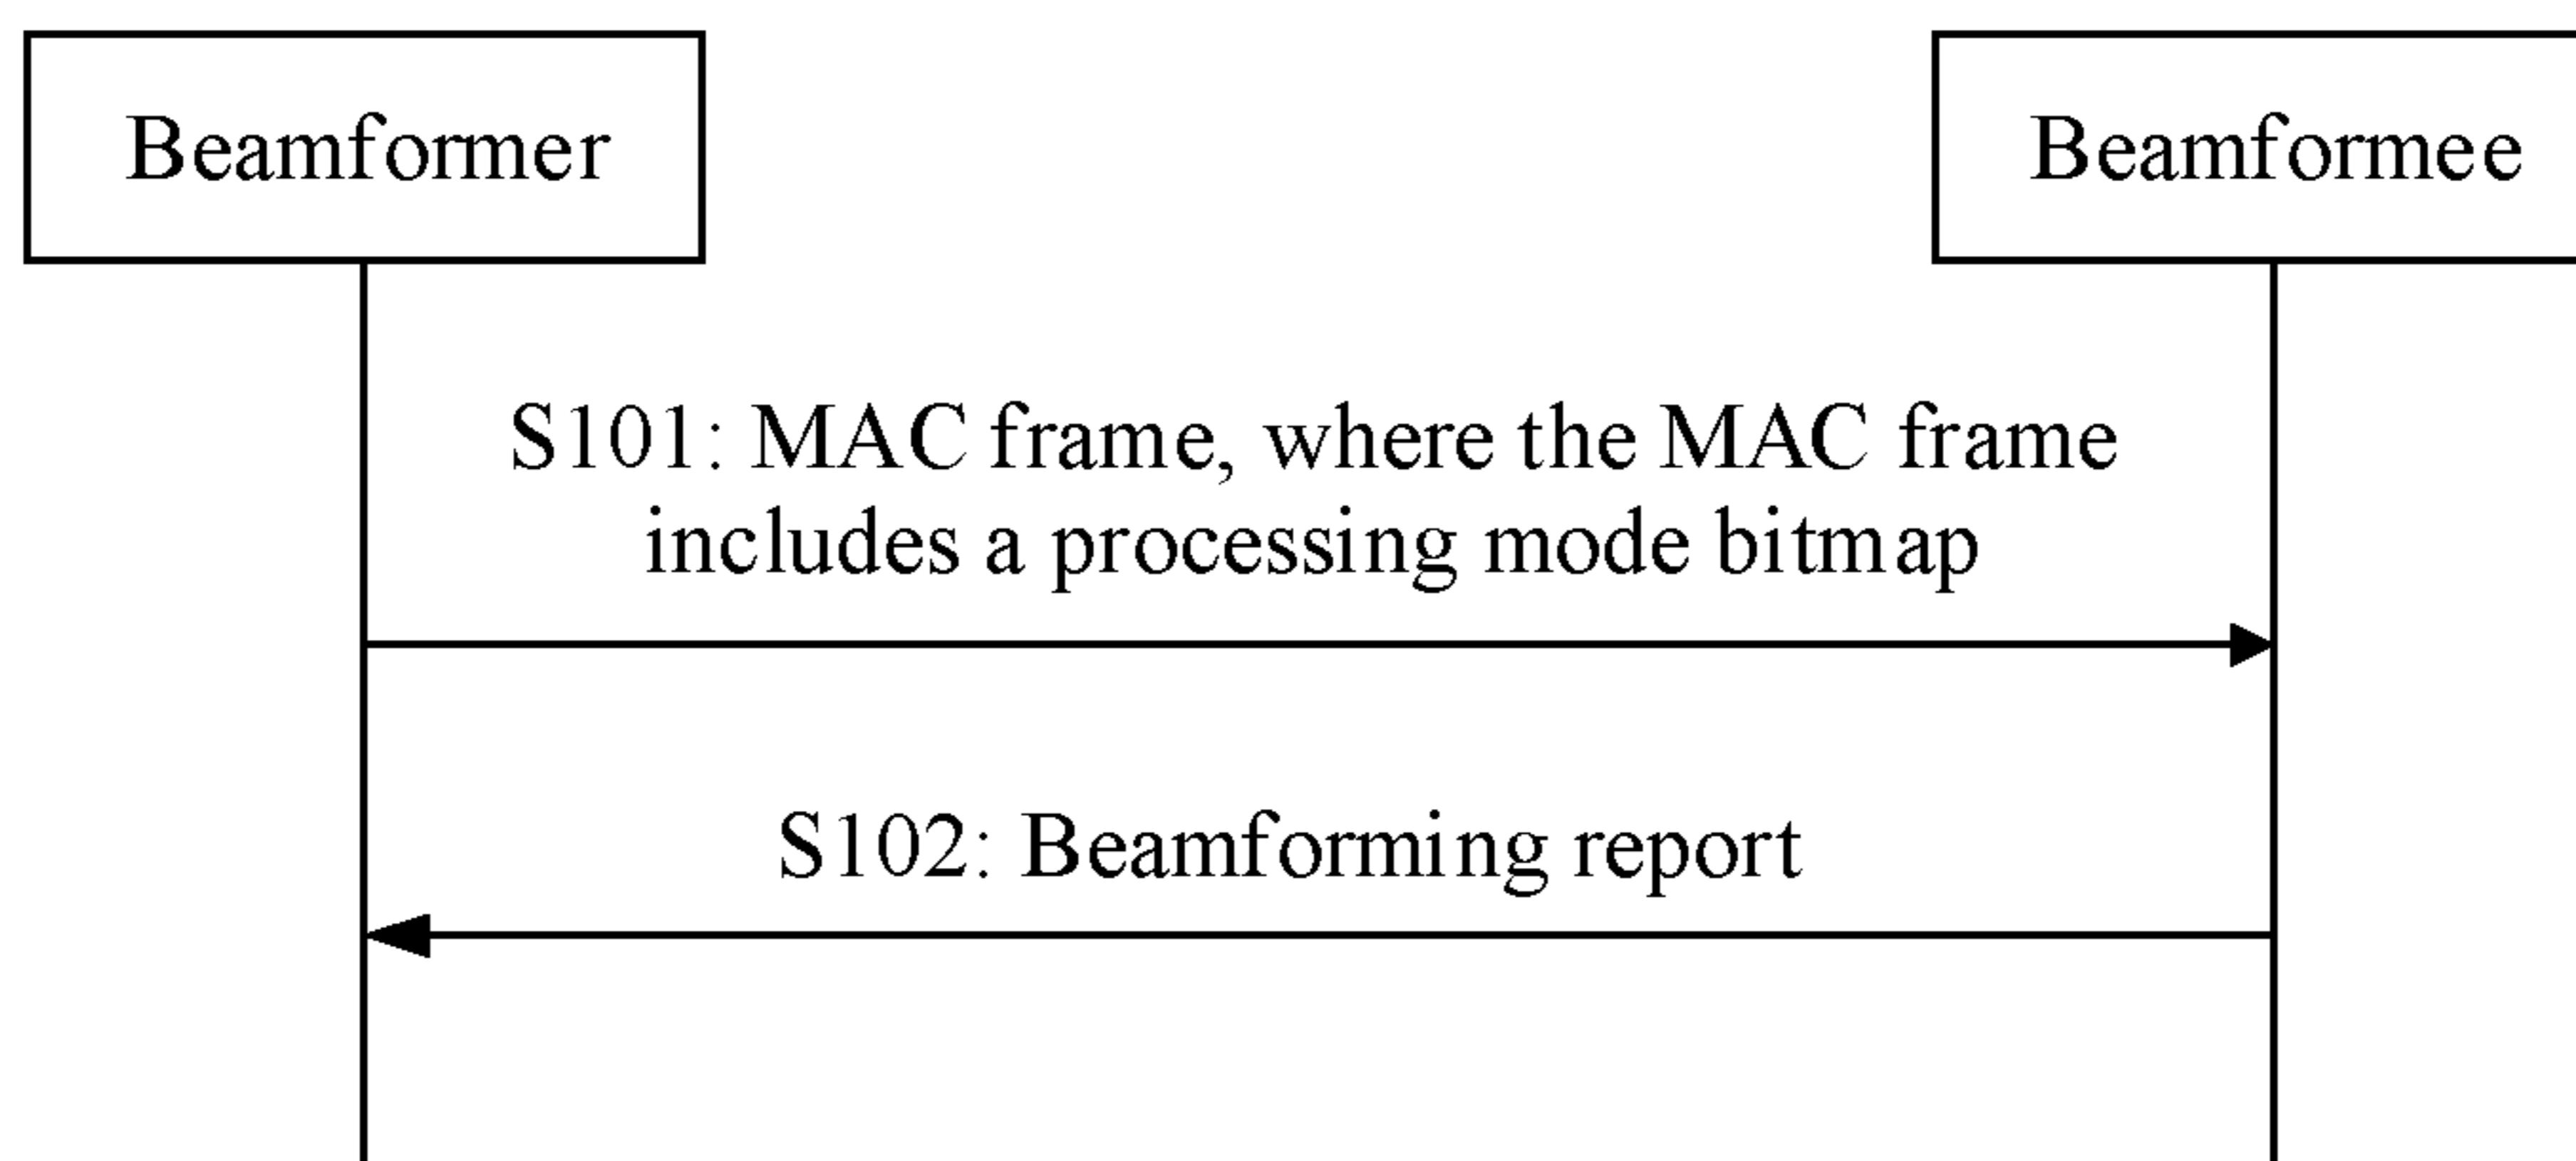 Beamformer
Beamformee
S101: MAC frame, where the MAC frame
includes a processing mode bitmap
S102: Beamforming report